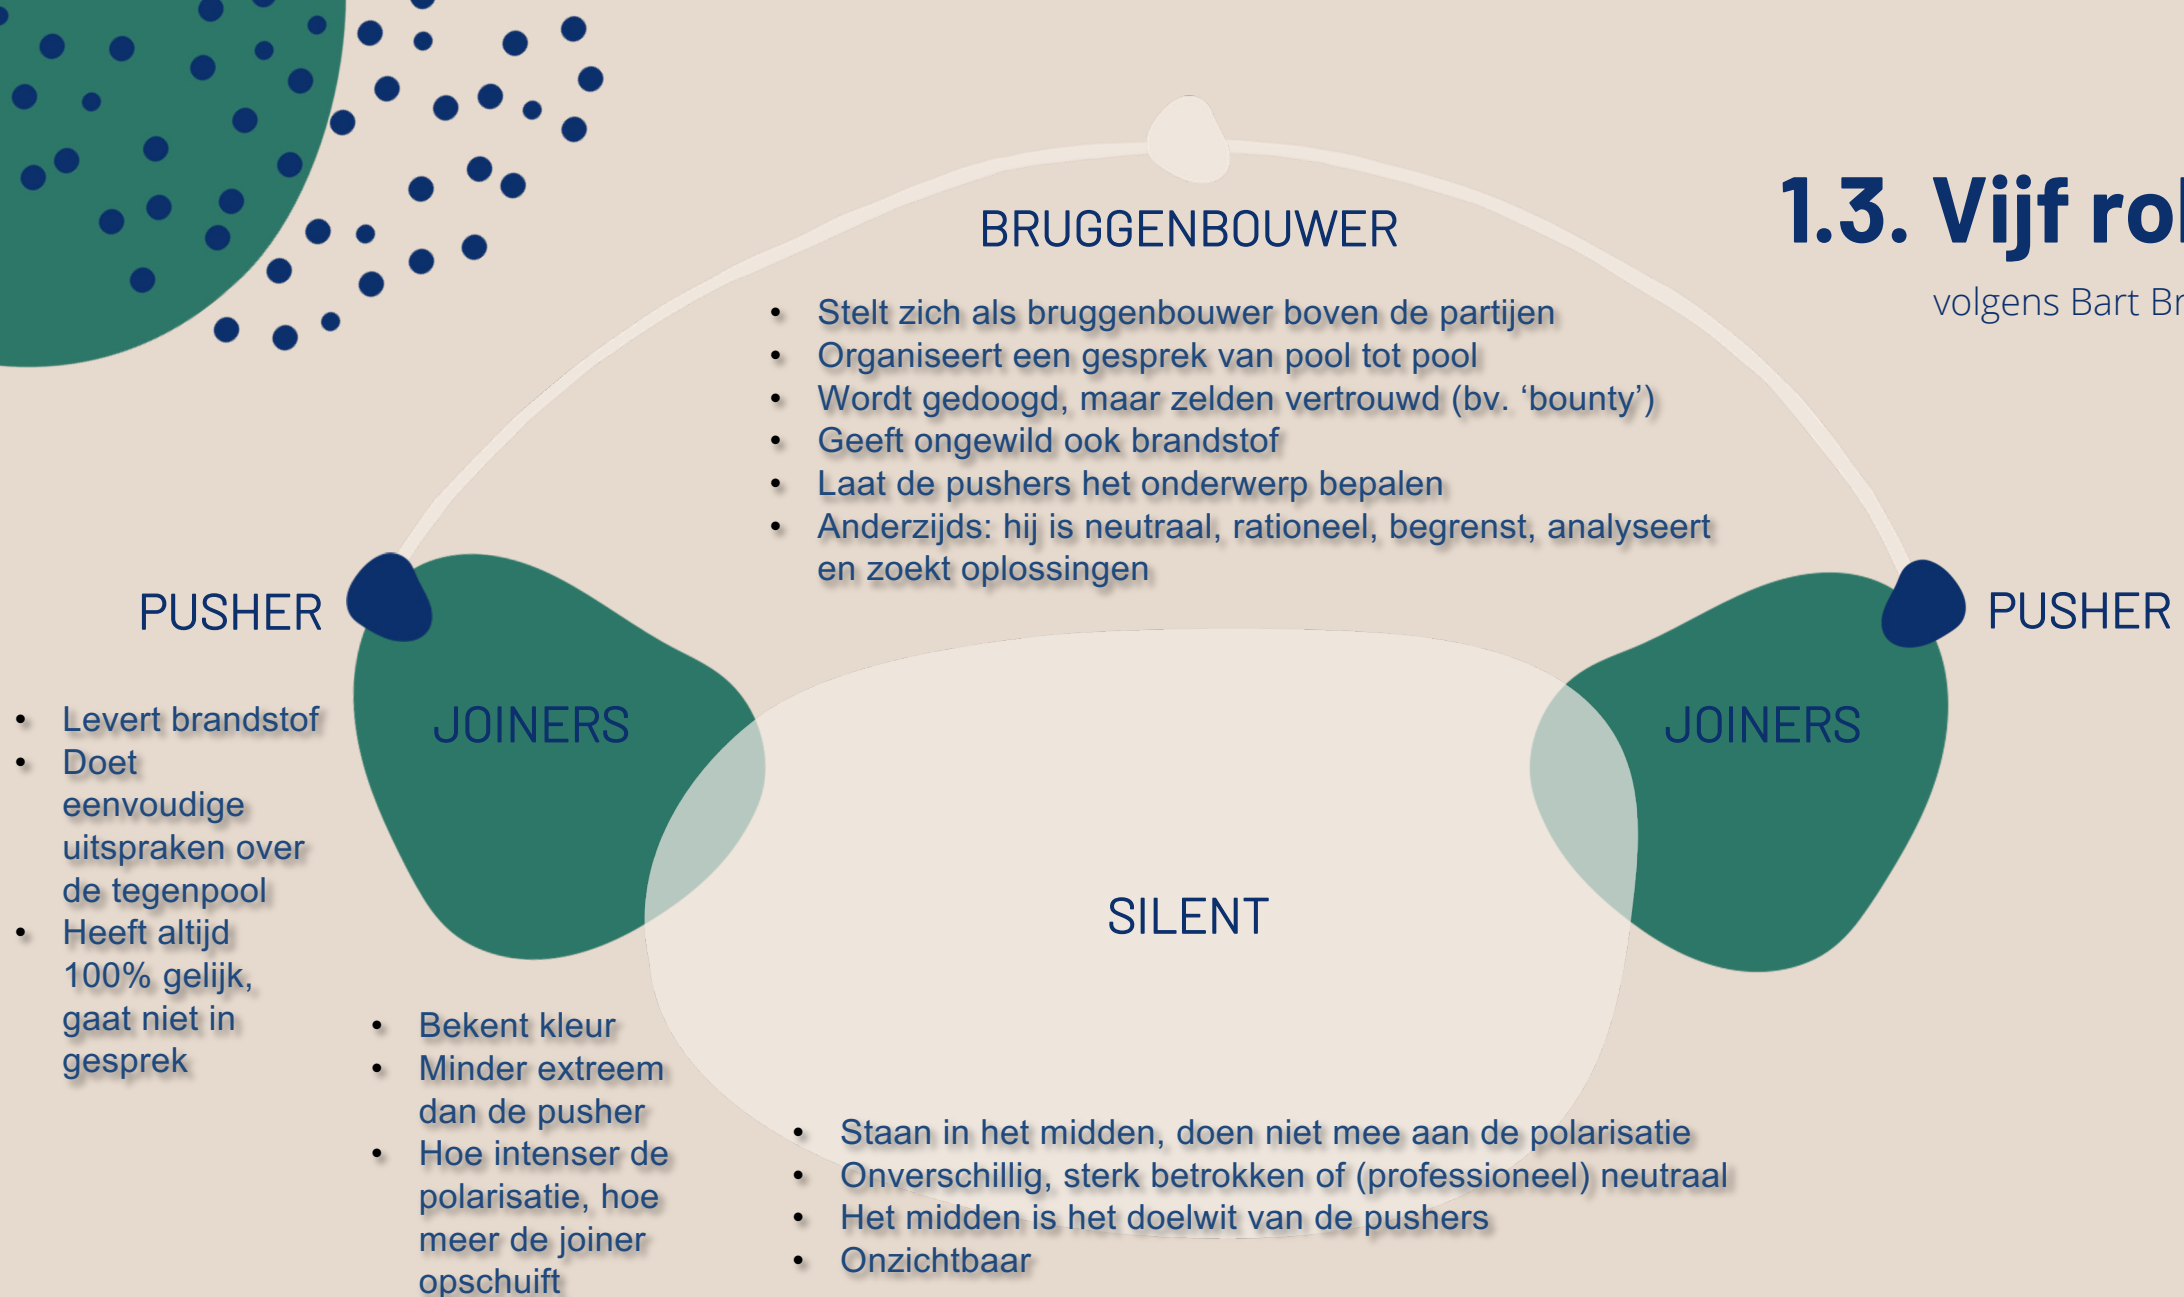 1.3. Vijf rol
volgens Bart Br
BRUGGENBOUWER
• Stelt zich als bruggenbouwer boven de partijen
• Organiseert een gesprek van pool tot pool
• Wordt gedoogd, maar zelden vertrouwd (bv. ‘bounty’)
• Geeft ongewild ook brandstof
• Laat de pushers het onderwerp bepalen
• Anderzijds: hij is neutraal, rationeel, begrenst, analyseert
en zoekt oplossingen
PUSHER
• Levert brandstof
• Doet
eenvoudige
uitspraken over
de tegenpool
• Heeft altijd
100% gelijk,
gaat niet in
gesprek
JOINERS
• Bekent kleur
• Minder extreem
dan de pusher
• Hoe intenser de
polarisatie, hoe
meer de joiner
opschuift
SILENT
• Staan in het midden, doen niet mee aan de polarisatie
• Onverschillig, sterk betrokken of (professioneel) neutraal
• Het midden is het doelwit van de pushers
• Onzichtbaar
JOINERS
PUSHER